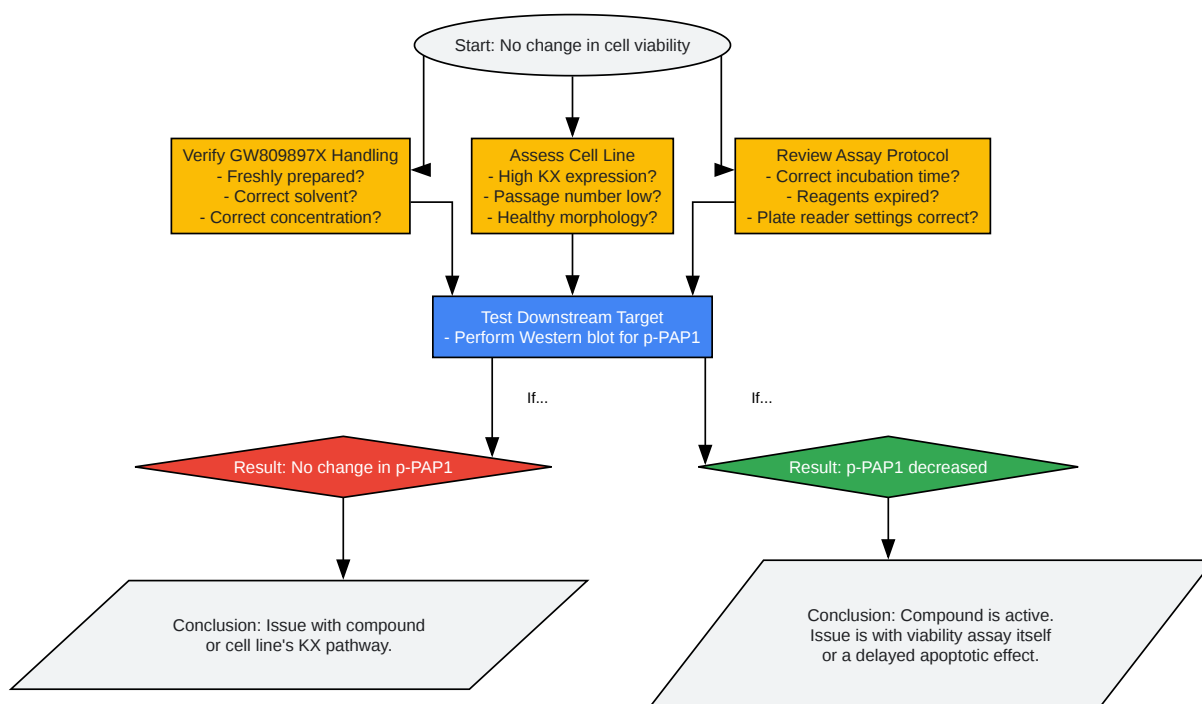 Start: No change in cell viability
Verify GW809897X Handling
- Freshly prepared?
- Correct solvent?
- Correct concentration?
Assess Cell Line
- High KX expression?
- Passage number low?
- Healthy morphology?
Review Assay Protocol
- Correct incubation time?
- Reagents expired?
- Plate reader settings correct?
Test Downstream Target
- Perform Western blot for p-PAP1
If...
If...
Result: No change in p-PAP1
Result: p-PAP1 decreased
Conclusion: Issue with compound
or cell line's KX pathway.
Conclusion: Compound is active.
Issue is with viability assay itself
or a delayed apoptotic effect.